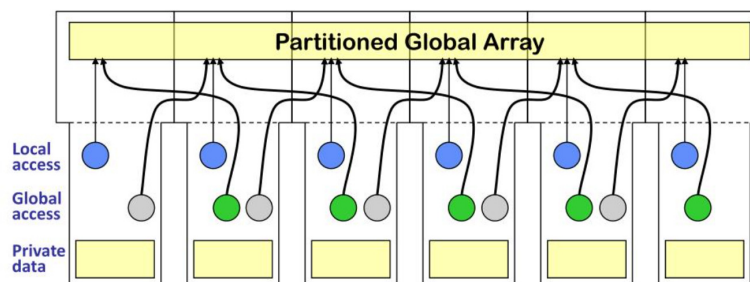 Partitioned Global Array
Local
access
Global
access
Private
data